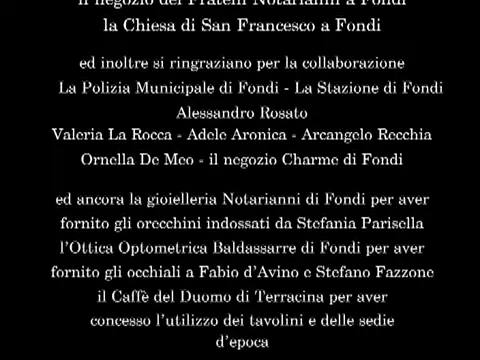 il negozio dei Fratelli Notarianni a Fondi
la Chiesa di San Francesco a Fondi
ed inoltre si ringraziano per la collaborazione
La Polizia Municipale di Fondi - La Stazione di Fondi
Alessandro Rosato
Valeria La Rocca - Adele Aronica - Arcangelo Recchia
Ornella De Meo - il negozio Charme di Fondi
ed ancora la gioielleria Notarianni di Fondi per aver
fornito gli orecchini indossati da Stefania Parisella
l'Ottica Optometrica Baldassarre di Fondi per aver
fornito gli occhiali a Fabio d'Avino e Stefano Fazzone
il Caffè del Duomo di Terracina per aver
concesso l'utilizzo dei tavolini e delle sedie
d'epoca